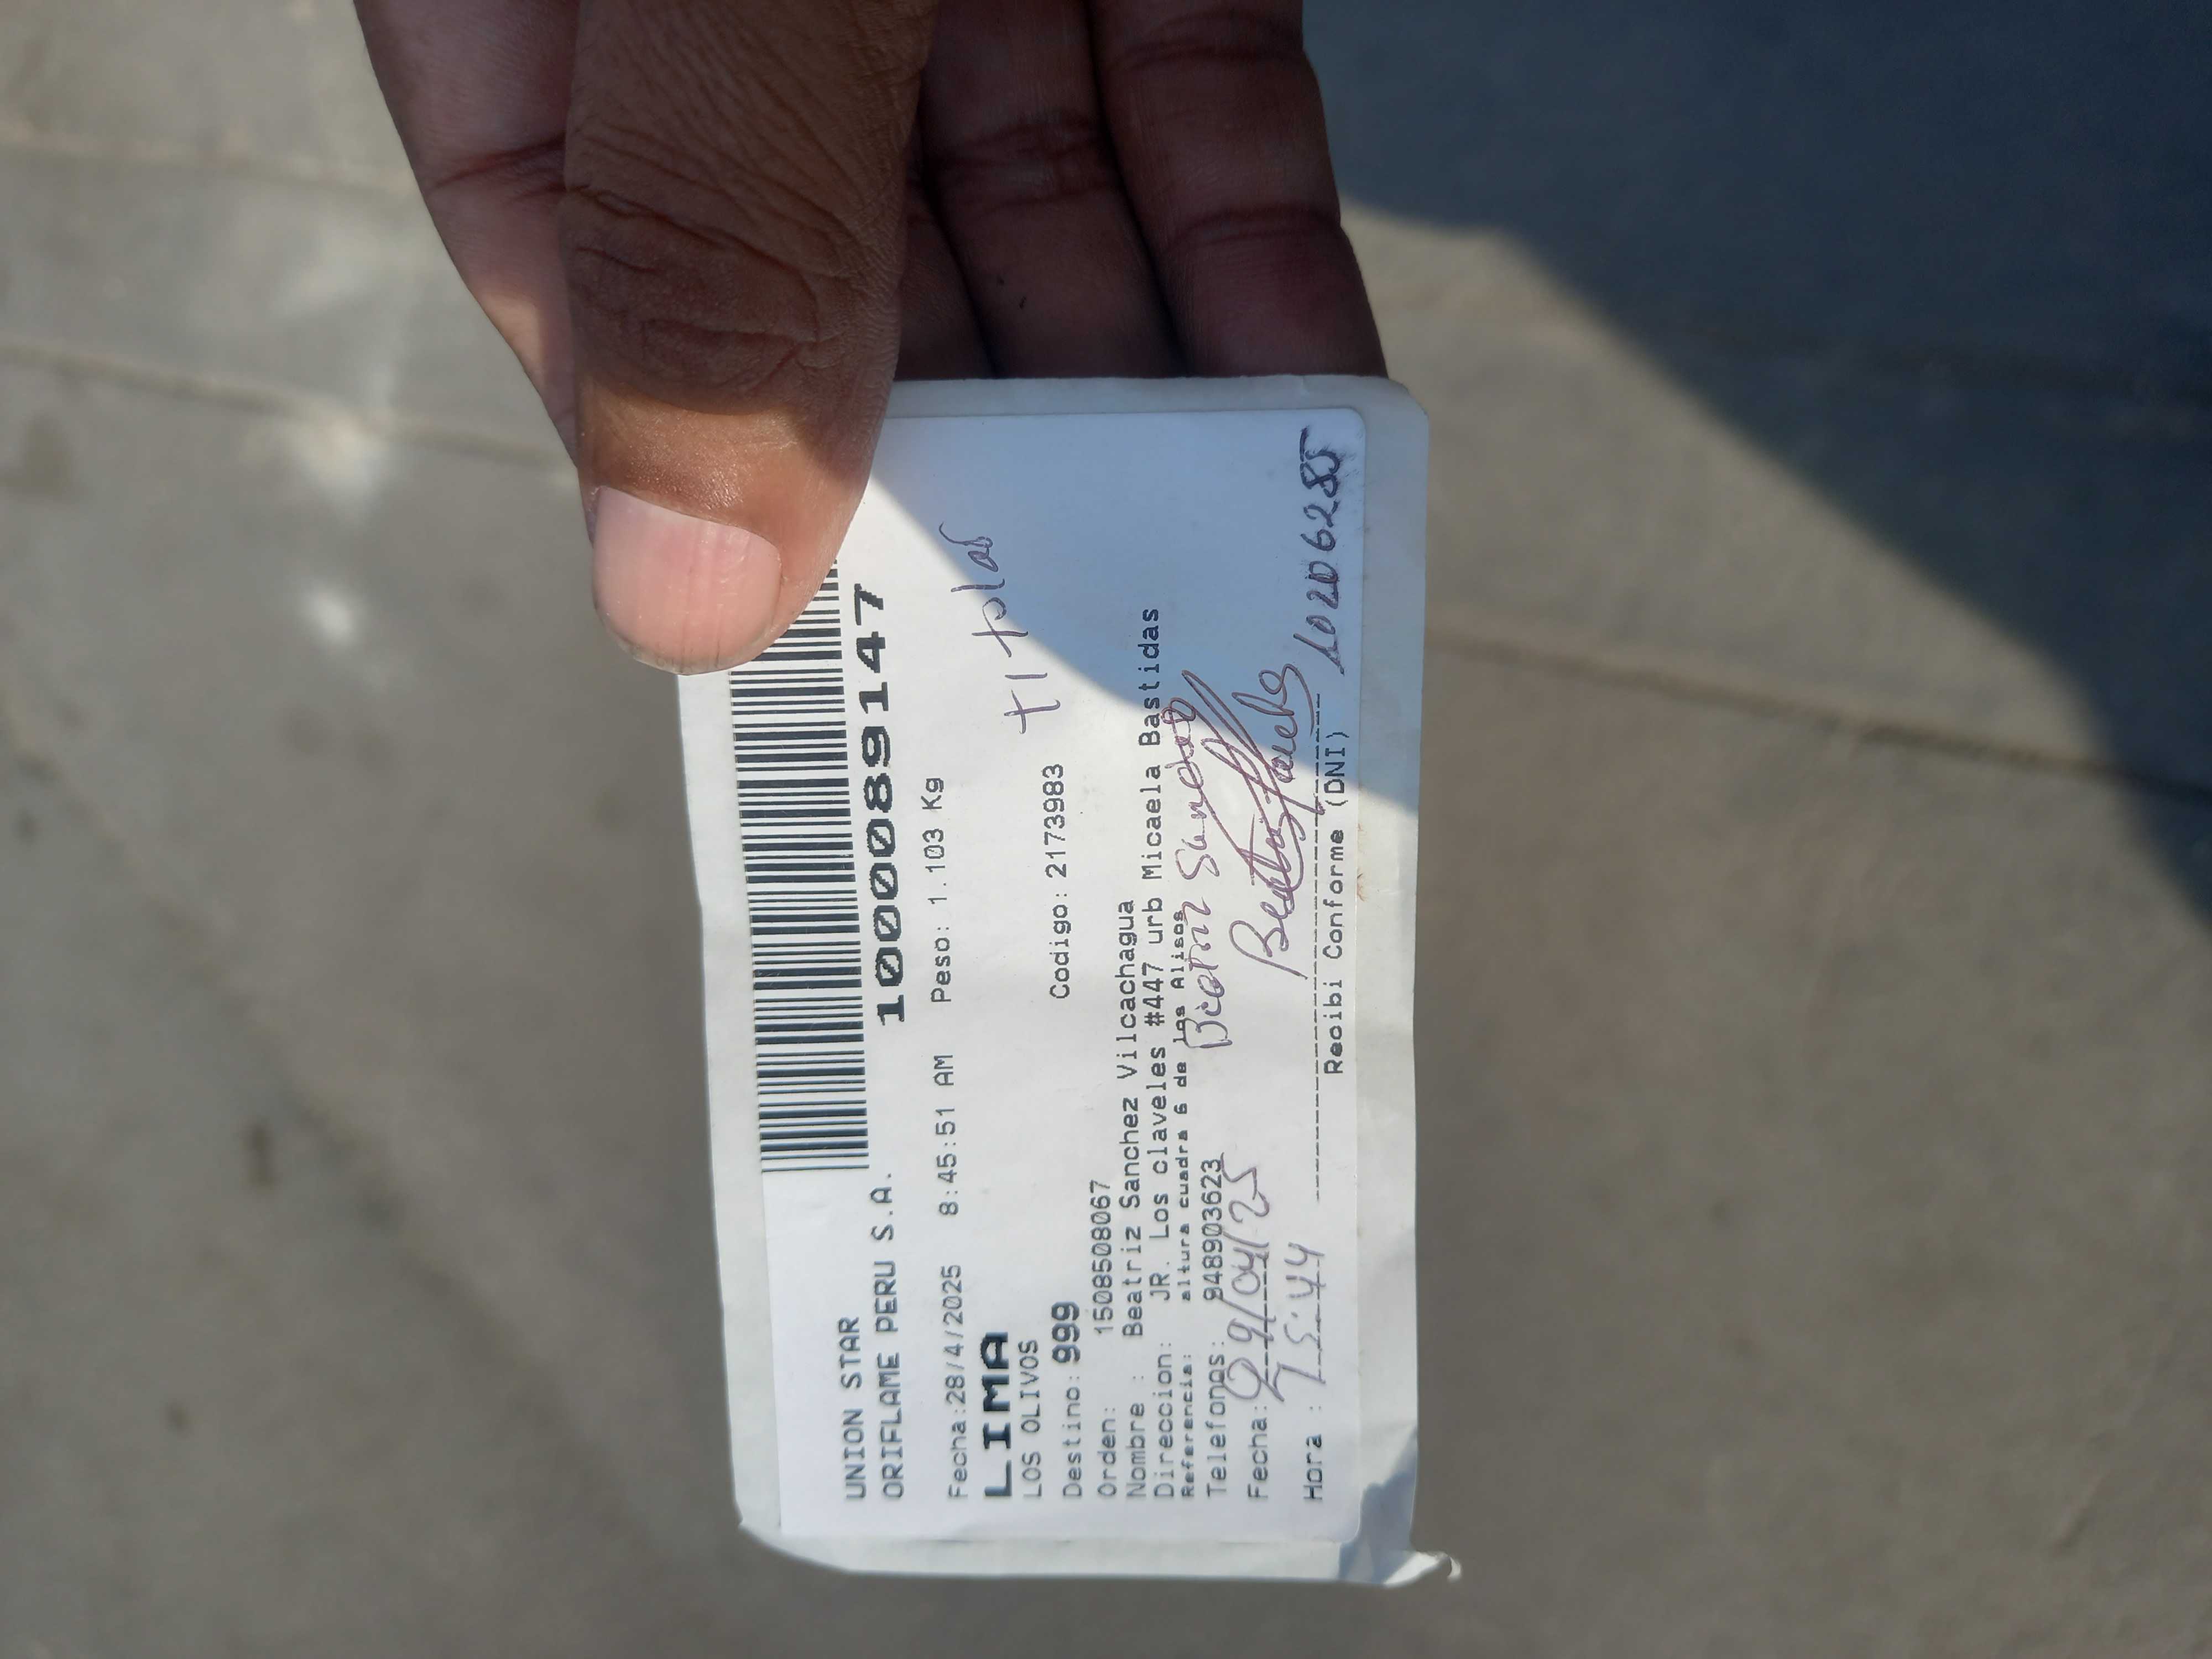 UNION STAR
ORIFLAME PERU S.A. 1000089147
Fecha:28/4/2025 8:45:51 AM Peso: 1.103 Kg
LIMA
LOS OLIVOS
Destino: 999 Codigo: 2173983
Orden: 1508508067
Nombre : Beatriz Sanchez Vilcachagua
Direccion: JR. Los claveles #447 urb Micaela Bastidas
Referencia: altura cuadra 6 de los Alisos
Telefonos: 948903623
Fecha: 29/04/25
Hora : 15:44 10206285
Recibi Conforme (DNI)